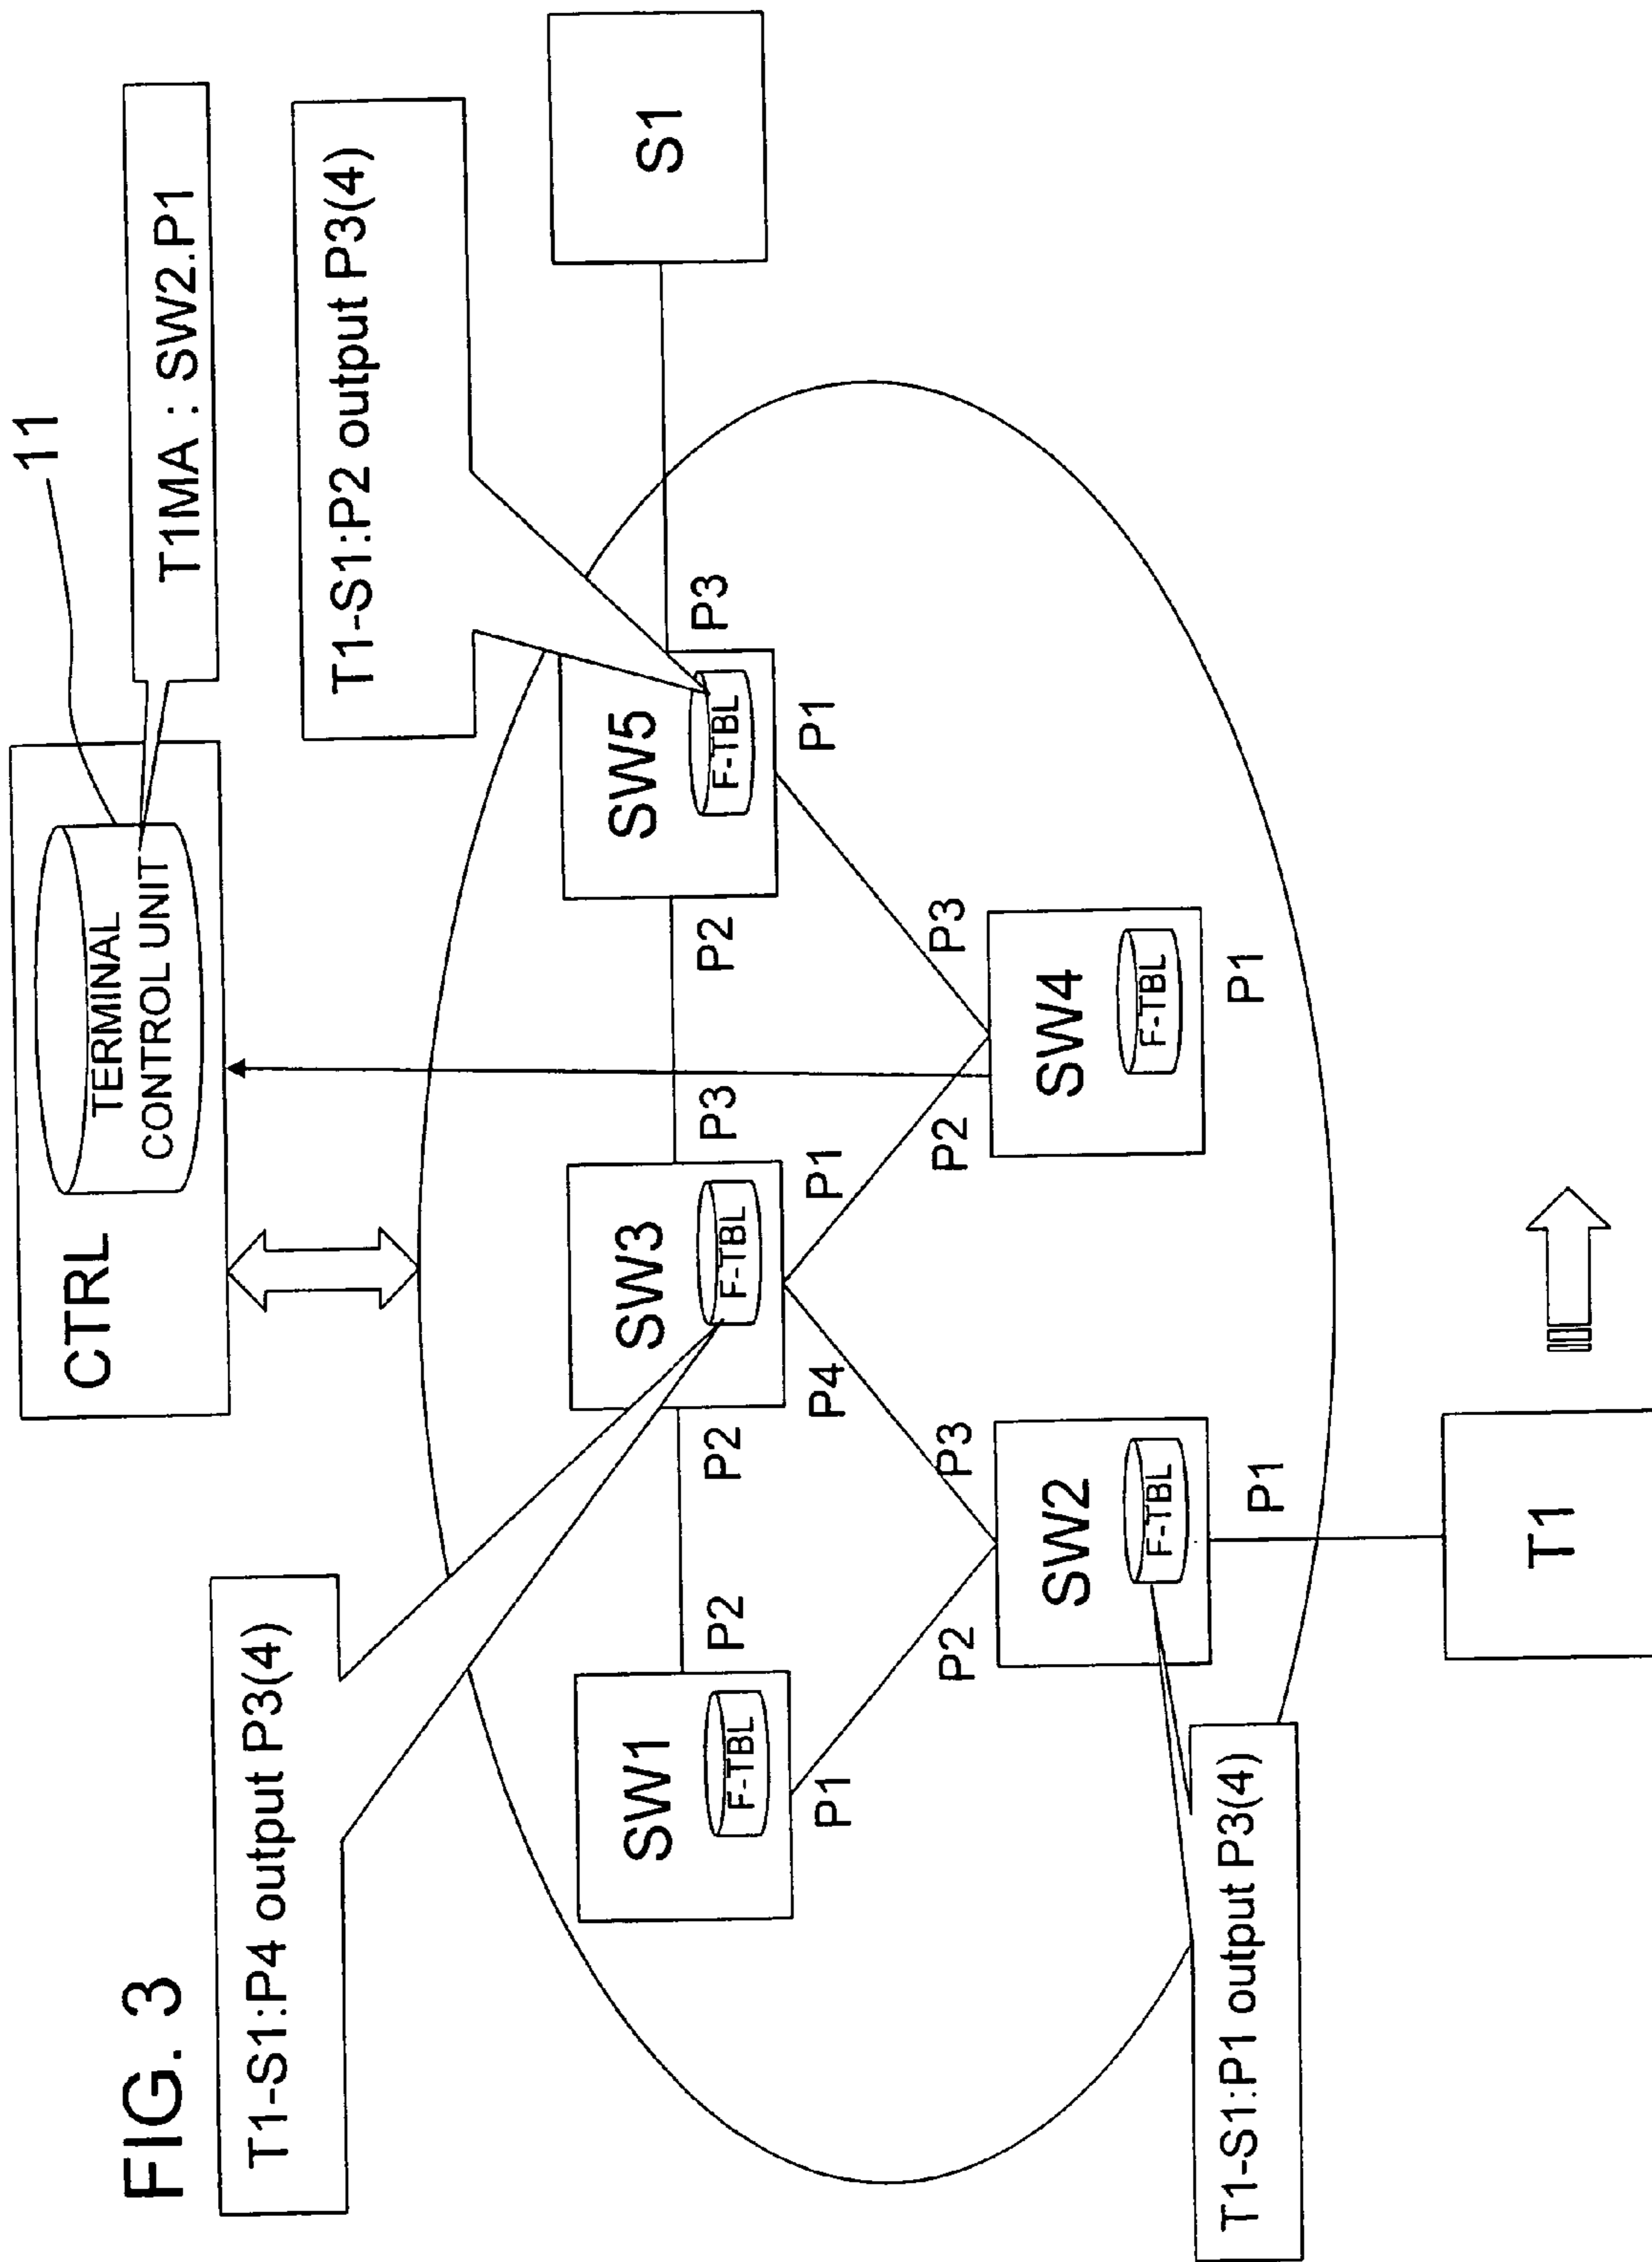 FIG. 3
CTRL
TERMINAL
CONTROL UNIT
11
T1MA : SW2.P1
T1-S1:P4 output P3(4)
T1-S1:P2 output P3(4)
SW1
F-TBL
P2
P1
SW3
F-TBL
P2
P3
P4
P1
SW5
F-TBL
P2
P3
P1
S1
SW2
F-TBL
P2
P3
P1
SW4
F-TBL
P2
P3
P1
T1-S1:P1 output P3(4)
T1